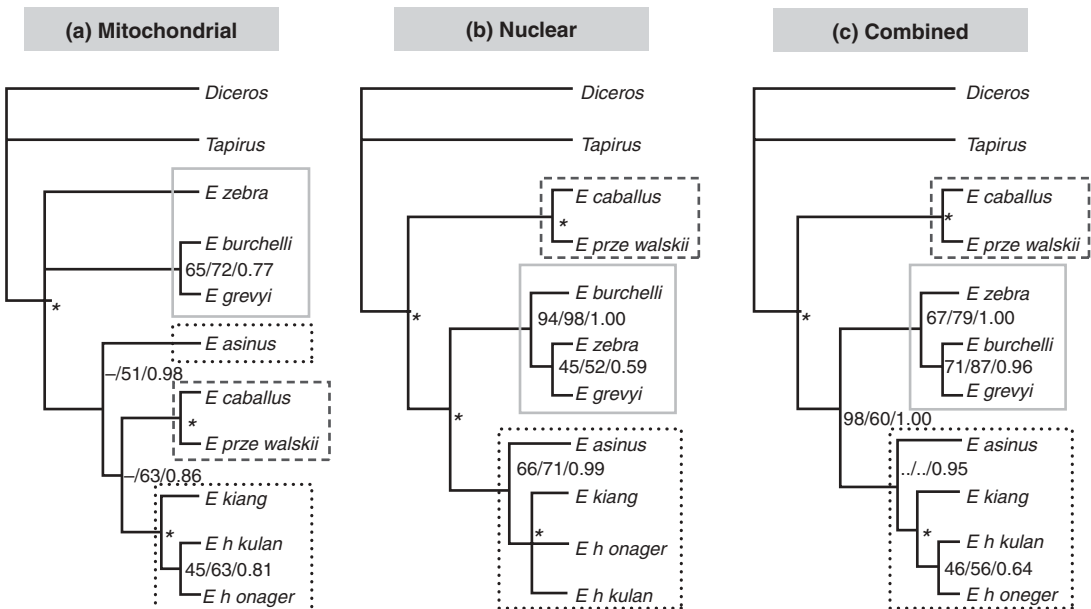 (a) Mitochondrial
Diceros
Tapirus
E zebra
E burchelli
65/72/0.77
E grevyi
*
E asinus
–/51/0.98
E caballus
*
E prze walskii
–/63/0.86
E kiang
*
E h kulan
45/63/0.81
E h onager
(b) Nuclear
Diceros
Tapirus
E caballus
*
E prze walskii
E burchelli
*
94/98/1.00
E zebra
45/52/0.59
E grevyi
*
E asinus
66/71/0.99
E kiang
*
E h onager
E h kulan
(c) Combined
Diceros
Tapirus
E caballus
*
E prze walskii
E zebra
*
67/79/1.00
E burchelli
71/87/0.96
E grevyi
98/60/1.00
E asinus
../../0.95
E kiang
*
E h kulan
46/56/0.64
E h oneger